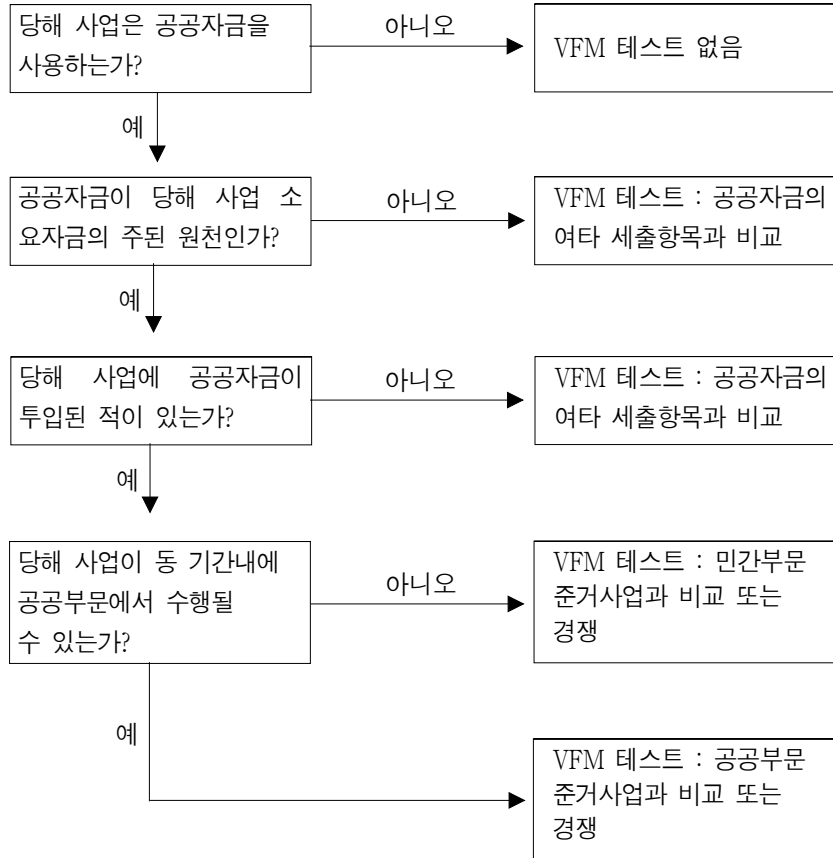 당해 사업은 공공자금을
사용하는가?
아니오
VFM 테스트 없음
예
공공자금이 당해 사업 소
요자금의 주된 원천인가?
아니오
VFM 테스트 : 공공자금의
여타 세출항목과 비교
예
당해 사업에 공공자금이
투입된 적이 있는가?
아니오
VFM 테스트 : 공공자금의
여타 세출항목과 비교
예
당해 사업이 동 기간내에
공공부문에서 수행될
수 있는가?
아니오
VFM 테스트 : 민간부문
준거사업과 비교 또는
경쟁
예
VFM 테스트 : 공공부문
준거사업과 비교 또는
경쟁